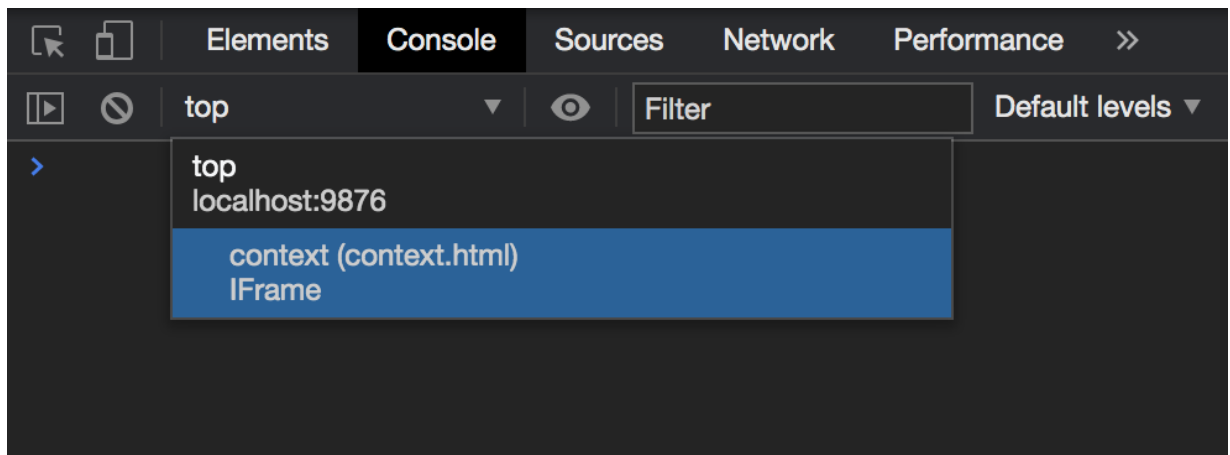 Elements Console Sources Network Performance »
top ▼ Filter Default levels ▼
>
top
localhost:9876
context (context.html)
IFrame